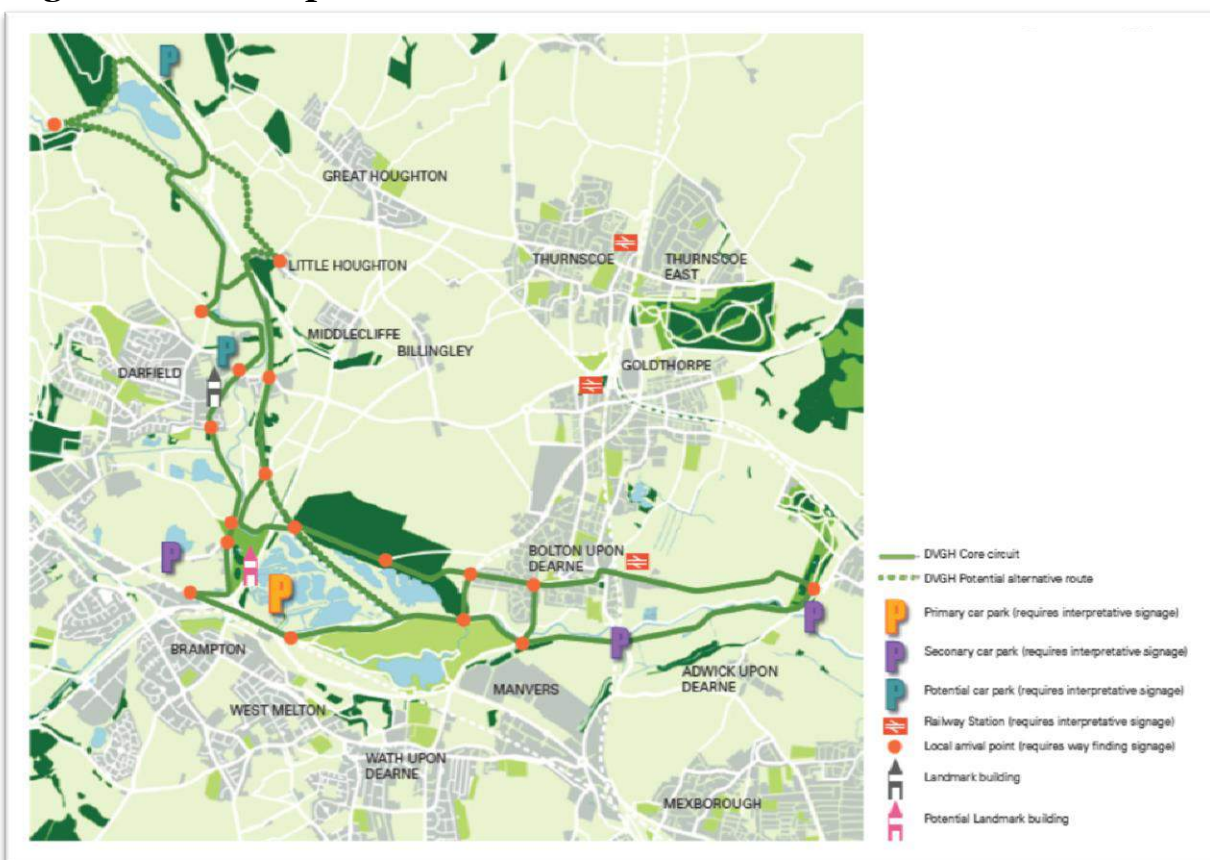 GREAT HOUGHTON
THURNSCOE
THURNSCOE
EAST
LITTLE HOUGHTON
MIDDLECLIFFE
BILLINGLEY
GOLDTHORPE
DARFIELD
BOLTON UPON
DEARNE
BRAMPTON
ADWICK UPON
DEARNE
MANVERS
WEST MELTON
WATH UPON
DEARNE
MEXBOROUGH
P
P
P
P
P
P
DVGH Core circuit
DVGH Potential alternative route
P Primary car park (requires interpretative signage)
P Seconary car park (requires interpretative signage)
P Potential car park (requires interpretative signage)
Railway Station (requires interpretative signage)
Local arrival point (requires way finding signage)
Landmark building
Potential Landmark building